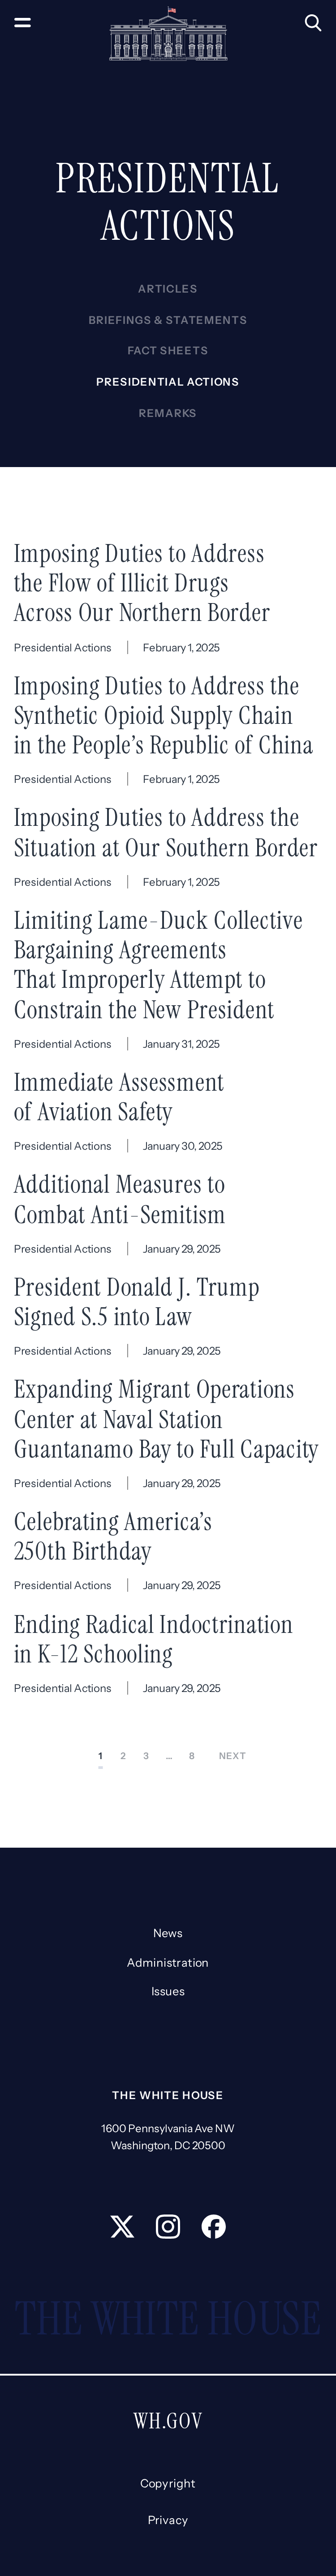 PRESIDENTIAL
ACTIONS
ARTICLES
BRIEFINGS & STATEMENTS
FACT SHEETS
PRESIDENTIAL ACTIONS
REMARKS
Imposing Duties to Address
the Flow of Illicit Drugs
Across Our Northern Border
Presidential Actions | February 1, 2025
Imposing Duties to Address the
Synthetic Opioid Supply Chain
in the People’s Republic of China
Presidential Actions | February 1, 2025
Imposing Duties to Address the
Situation at Our Southern Border
Presidential Actions | February 1, 2025
Limiting Lame-Duck Collective
Bargaining Agreements
That Improperly Attempt to
Constrain the New President
Presidential Actions | January 31, 2025
Immediate Assessment
of Aviation Safety
Presidential Actions | January 30, 2025
Additional Measures to
Combat Anti-Semitism
Presidential Actions | January 29, 2025
President Donald J. Trump
Signed S.5 into Law
Presidential Actions | January 29, 2025
Expanding Migrant Operations
Center at Naval Station
Guantanamo Bay to Full Capacity
Presidential Actions | January 29, 2025
Celebrating America’s
250th Birthday
Presidential Actions | January 29, 2025
Ending Radical Indoctrination
in K-12 Schooling
Presidential Actions | January 29, 2025
1 2 3 … 8 NEXT
News
Administration
Issues
THE WHITE HOUSE
1600 Pennsylvania Ave NW
Washington, DC 20500
THE WHITE HOUSE
WH.GOV
Copyright
Privacy